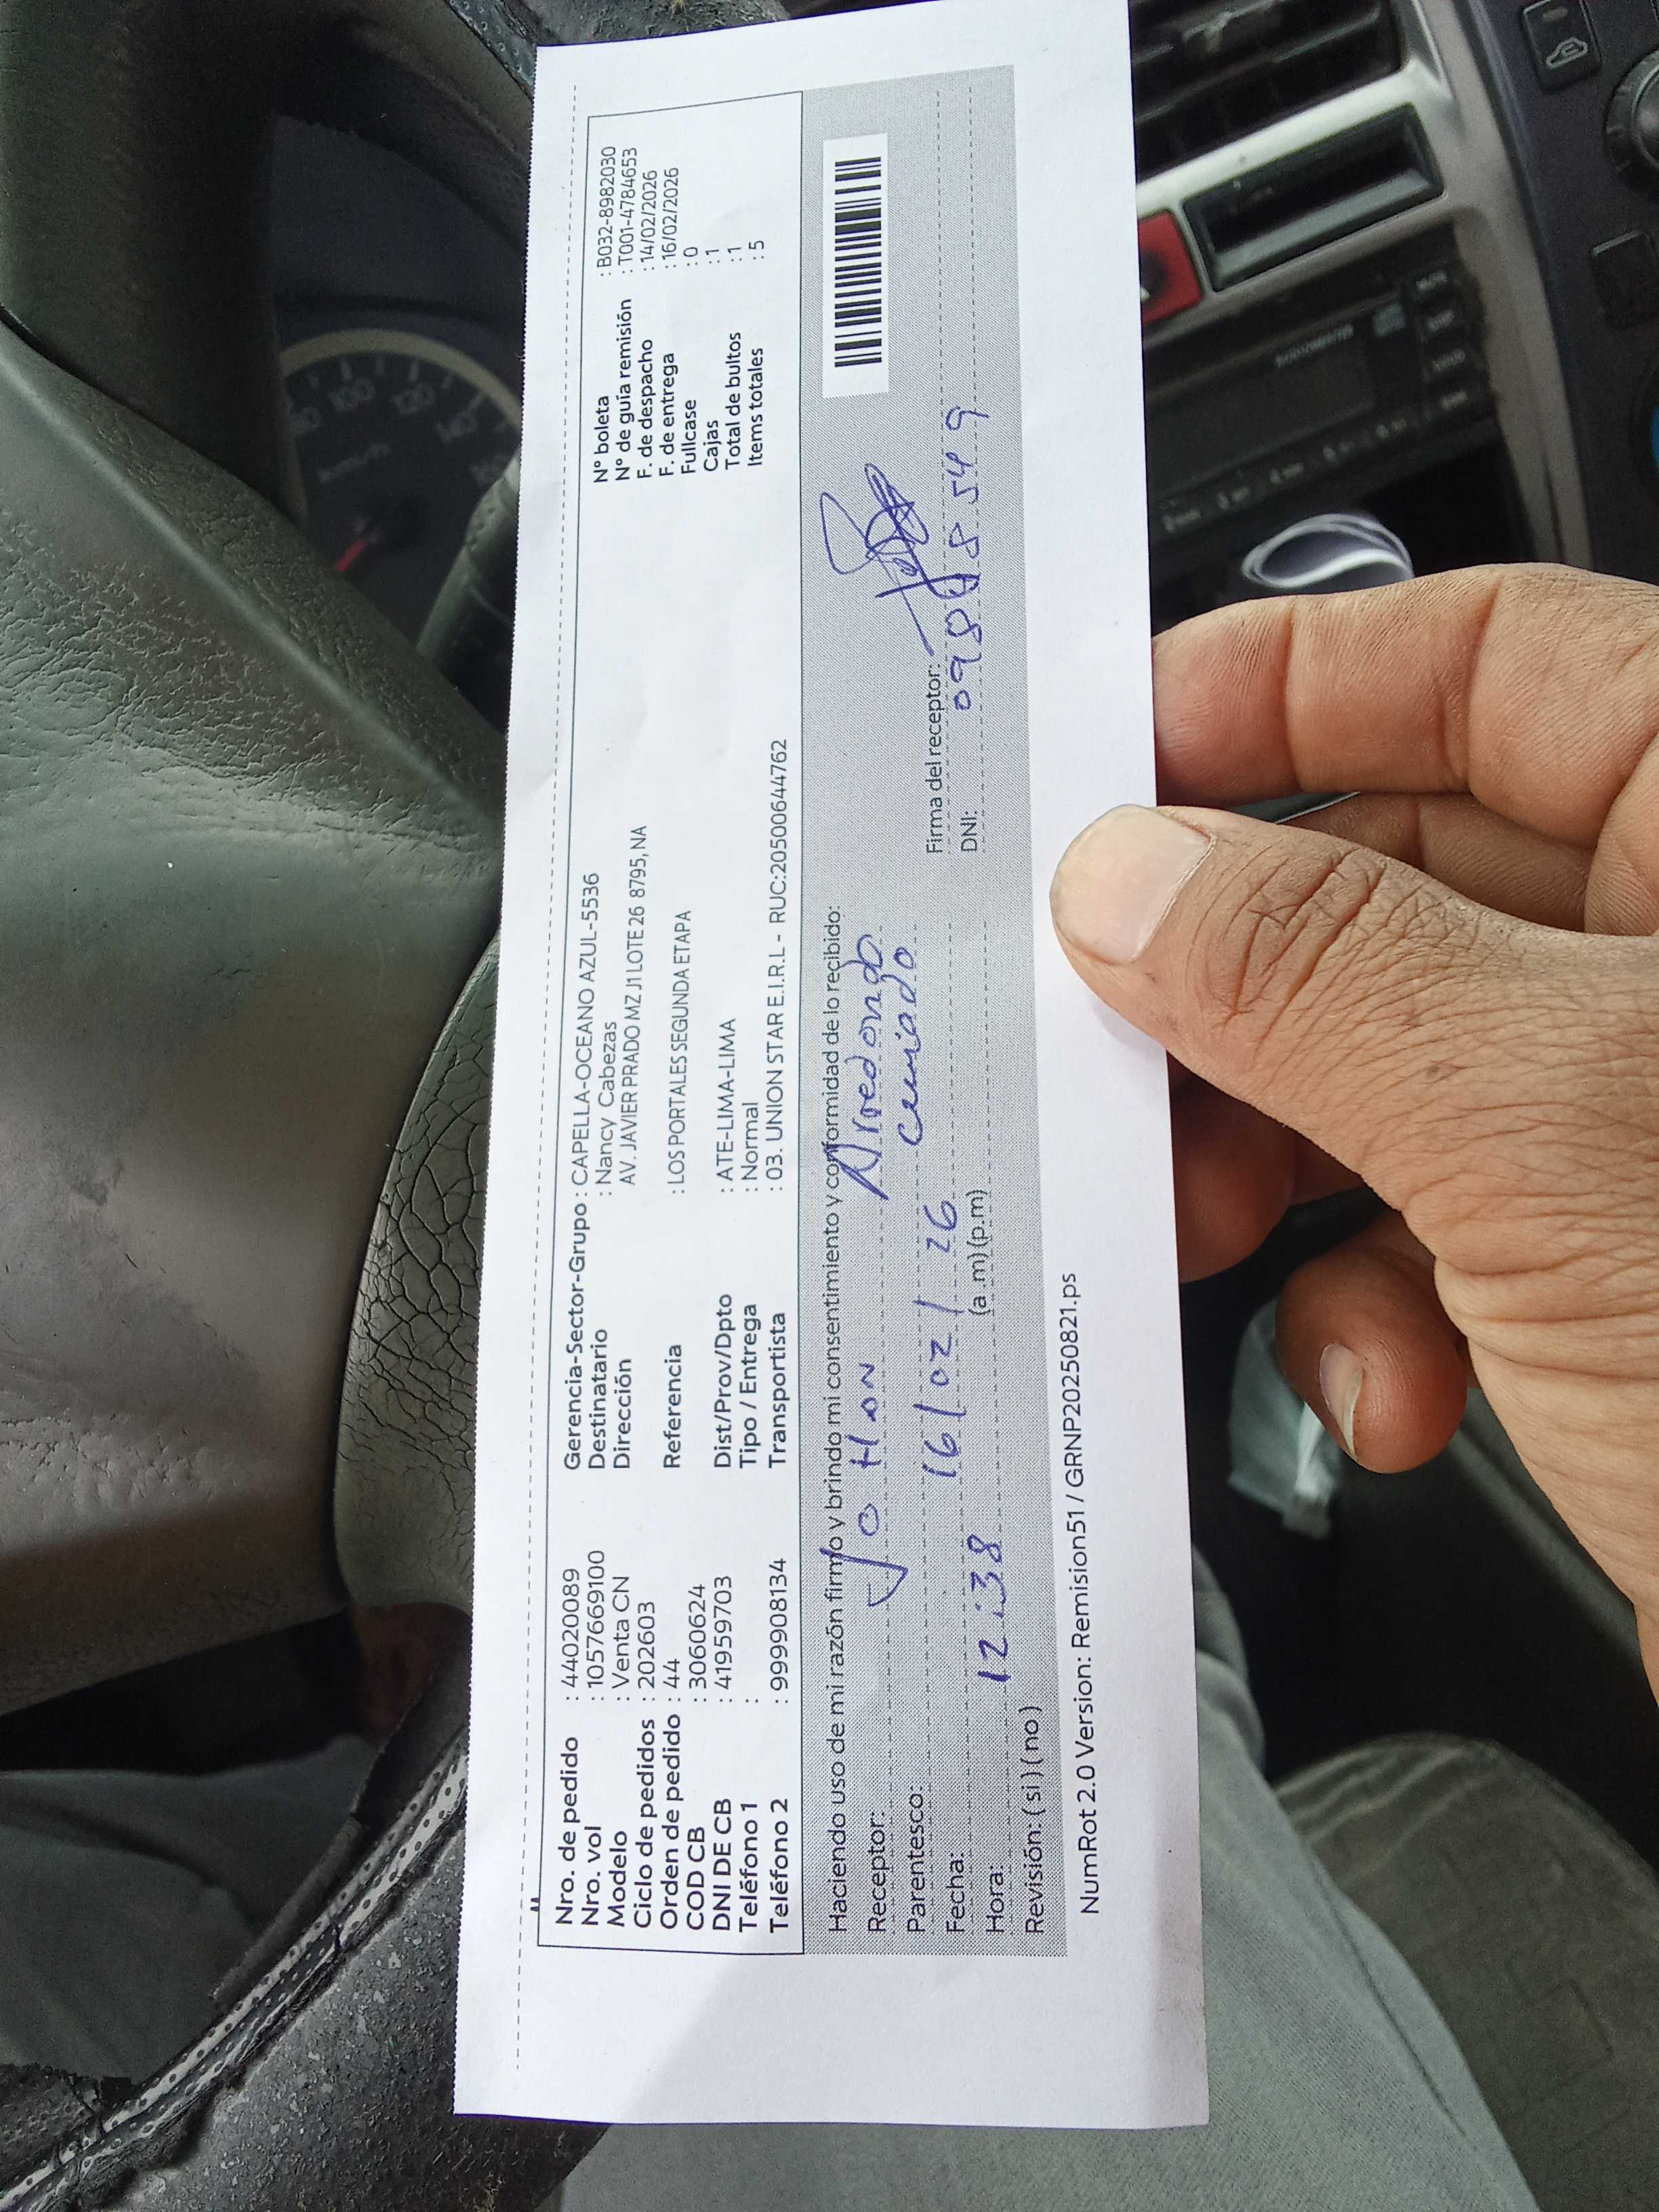 Nro. de pedido : 44020089 Gerencia-Sector-Grupo : CAPELLA-OCEANO AZUL-5536 N° boleta : B032-8982030
Nro. vol : 1057669100 Destinatario : Nancy Cabezas N° de guía remisión : T001-4784653
Modelo : Venta CN Dirección AV. JAVIER PRADO MZ J1 LOTE 26 8795, NA F. de despacho : 14/02/2026
Ciclo de pedidos : 202603 F. de entrega : 16/02/2026
Orden de pedido : 44 Referencia : LOS PORTALES SEGUNDA ETAPA Fullcase : 0
COD CB : 3060624 Cajas : 1
DNI DE CB : 41959703 Dist/Prov/Dpto : ATE-LIMA-LIMA Total de bultos : 1
Teléfono 1 : Tipo / Entrega : Normal Items totales : 5
Teléfono 2 : 999908134 Transportista : 03. UNION STAR E.I.R.L - RUC:20500644762
Haciendo uso de mi razón firmo y brindo mi consentimiento y conformidad de lo recibido:
Receptor: Arredondo
Parentesco:
Firma del receptor:
Fecha: 16/02/26 DNI:
Hora: 12:38 (a .m) (p.m)
Revisión: ( si ) ( no )
NumRot 2.0 Version: Remision51 / GRNP20250821.ps